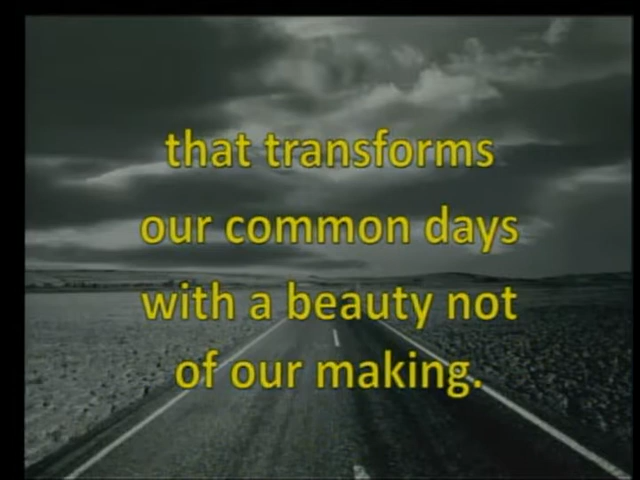 that transforms
our common days
with a beauty not
of our making.